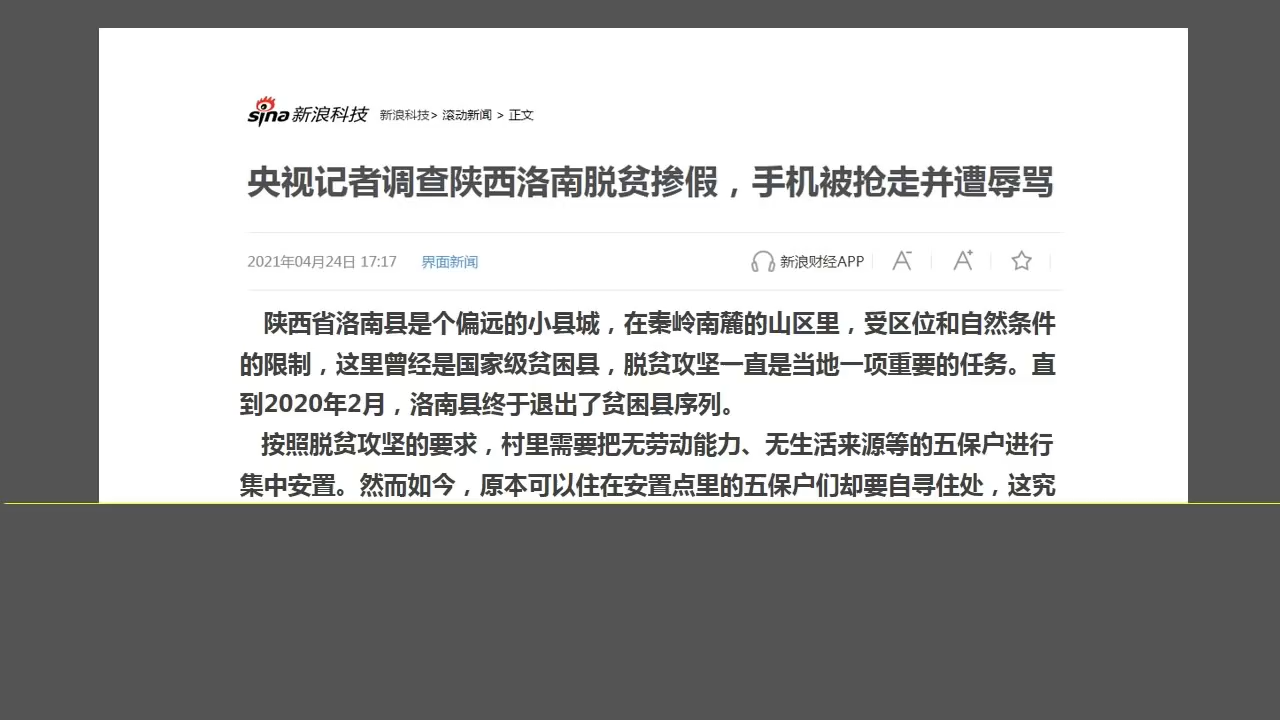 sina新浪科技 新浪科技> 滚动新闻 > 正文
央视记者调查陕西洛南脱贫掺假，手机被抢走并遭辱骂
2021年04月24日 17:17 界面新闻 新浪财经APP A- A+
陕西省洛南县是个偏远的小县城，在秦岭南麓的山区里，受区位和自然条件
的限制，这里曾经是国家级贫困县，脱贫攻坚一直是当地一项重要的任务。直
到2020年2月，洛南县终于退出了贫困县序列。
按照脱贫攻坚的要求，村里需要把无劳动能力、无生活来源等的五保户进行
集中安置。然而如今，原本可以住在安置点里的五保户们却要自寻住处，这究